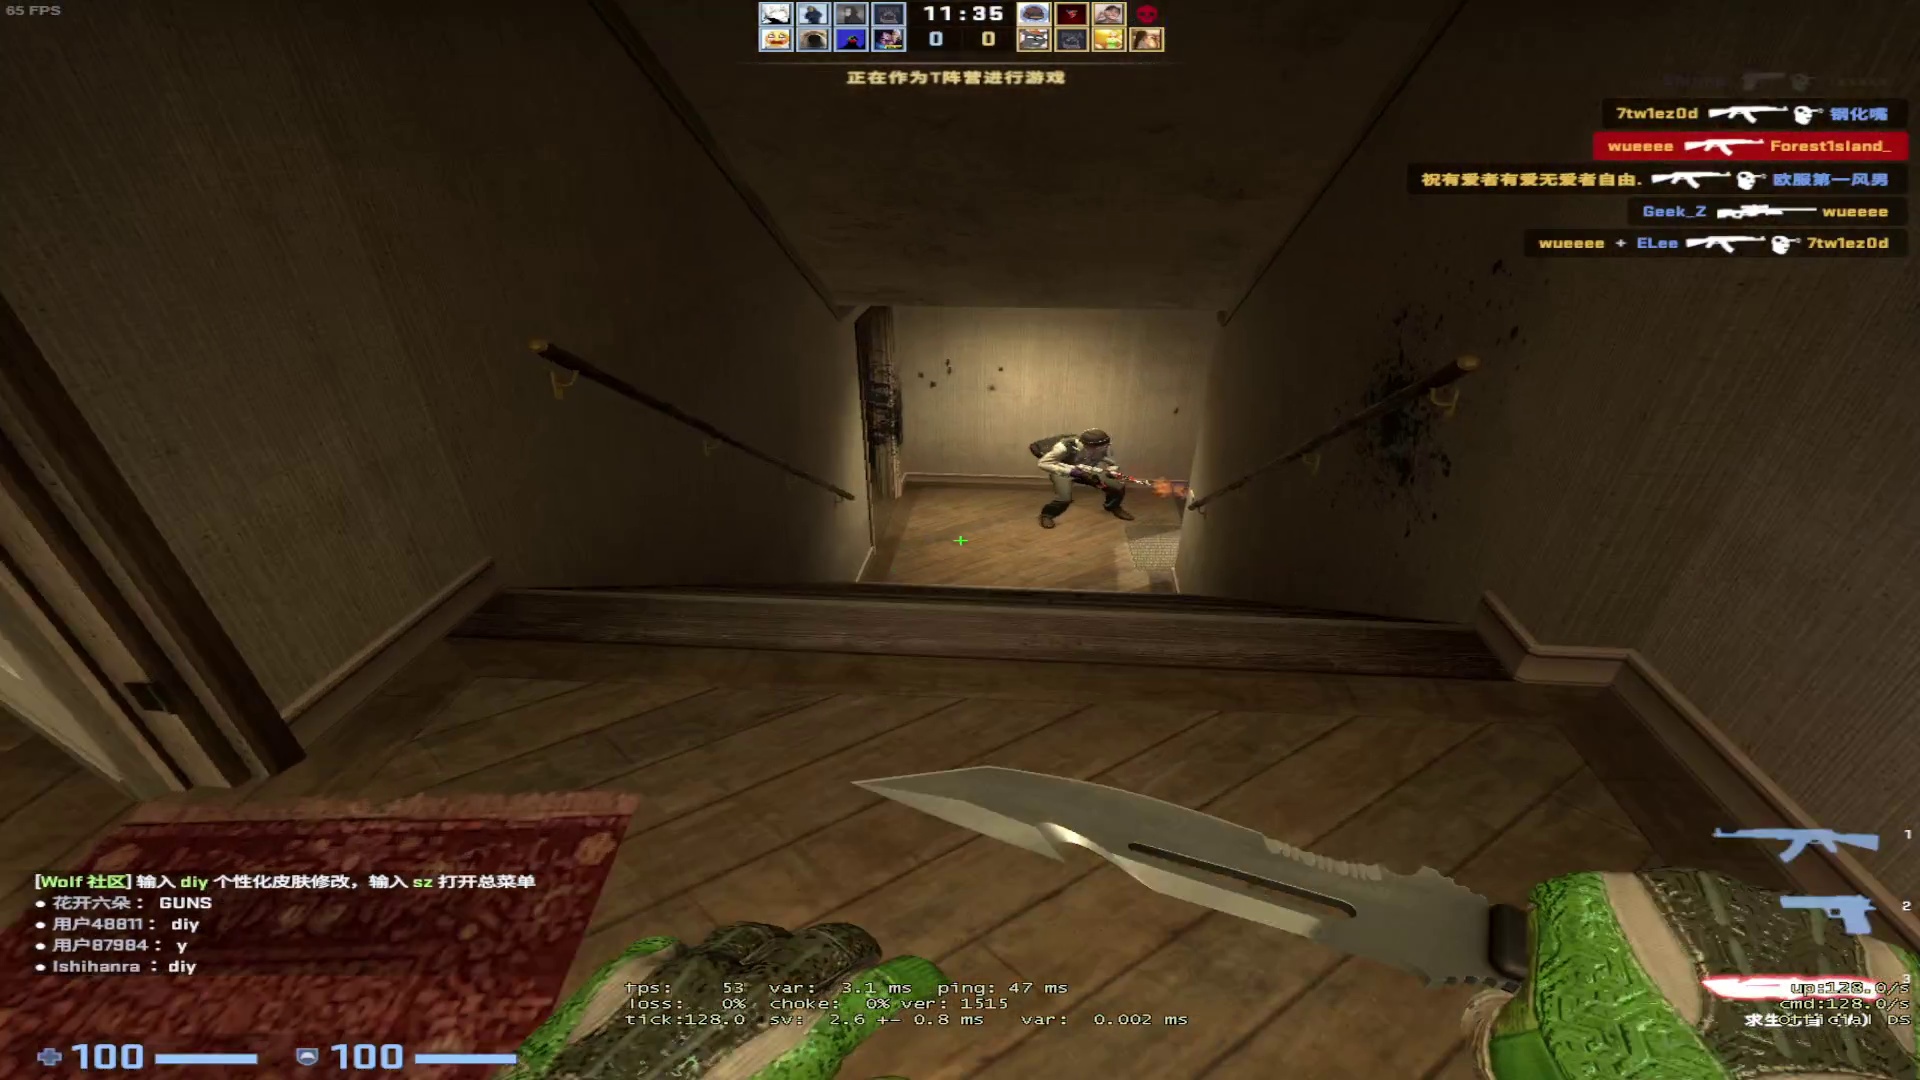 65 FPS
11:35
0 0
正在作为T阵营进行游戏
7tw1ez0d 钢化嘴
wueeee Forest1sland_
祝有爱者有爱无爱者自由. 欧服第一风男
Geek_Z wueeee
wueeee + ELee 7tw1ez0d
1
2
3
[Wolf 社区] 输入 diy 个性化皮肤修改，输入 sz 打开总菜单
● 花开六朵： GUNS
● 用户48811： diy
● 用户87984： y
● Ishihanra ： diy
fps: 53 var: 3.1 ms ping: 47 ms
loss: 0% choke: 0% ver: 1515
tick:128.0 sv: 2.6 +- 0.8 ms var: 0.002 ms
up:128.0/s
cmd:128.0/s
100 100